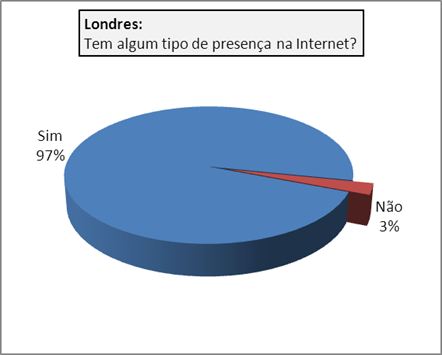 Londres:
Tem algum tipo de presença na Internet?
Sim
97%
Não
3%